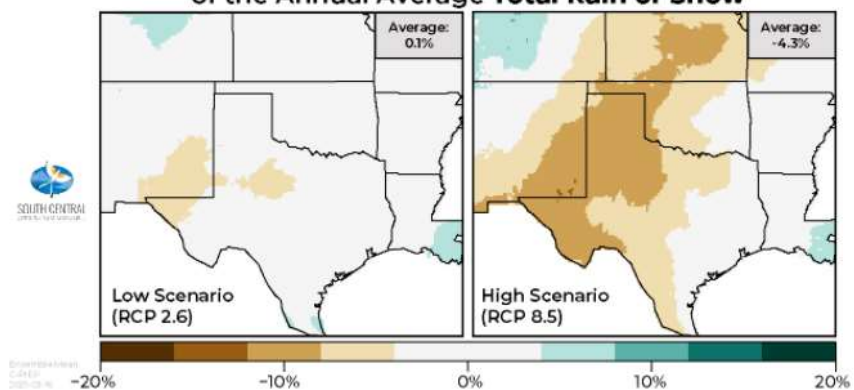 of the Annual Average Total Rain or Snow
Average:
0.1%
Average:
-4.3%
SOUTH CENTRAL
Low Scenario
(RCP 2.6)
High Scenario
(RCP 8.5)
−20%
−10%
0%
10%
20%